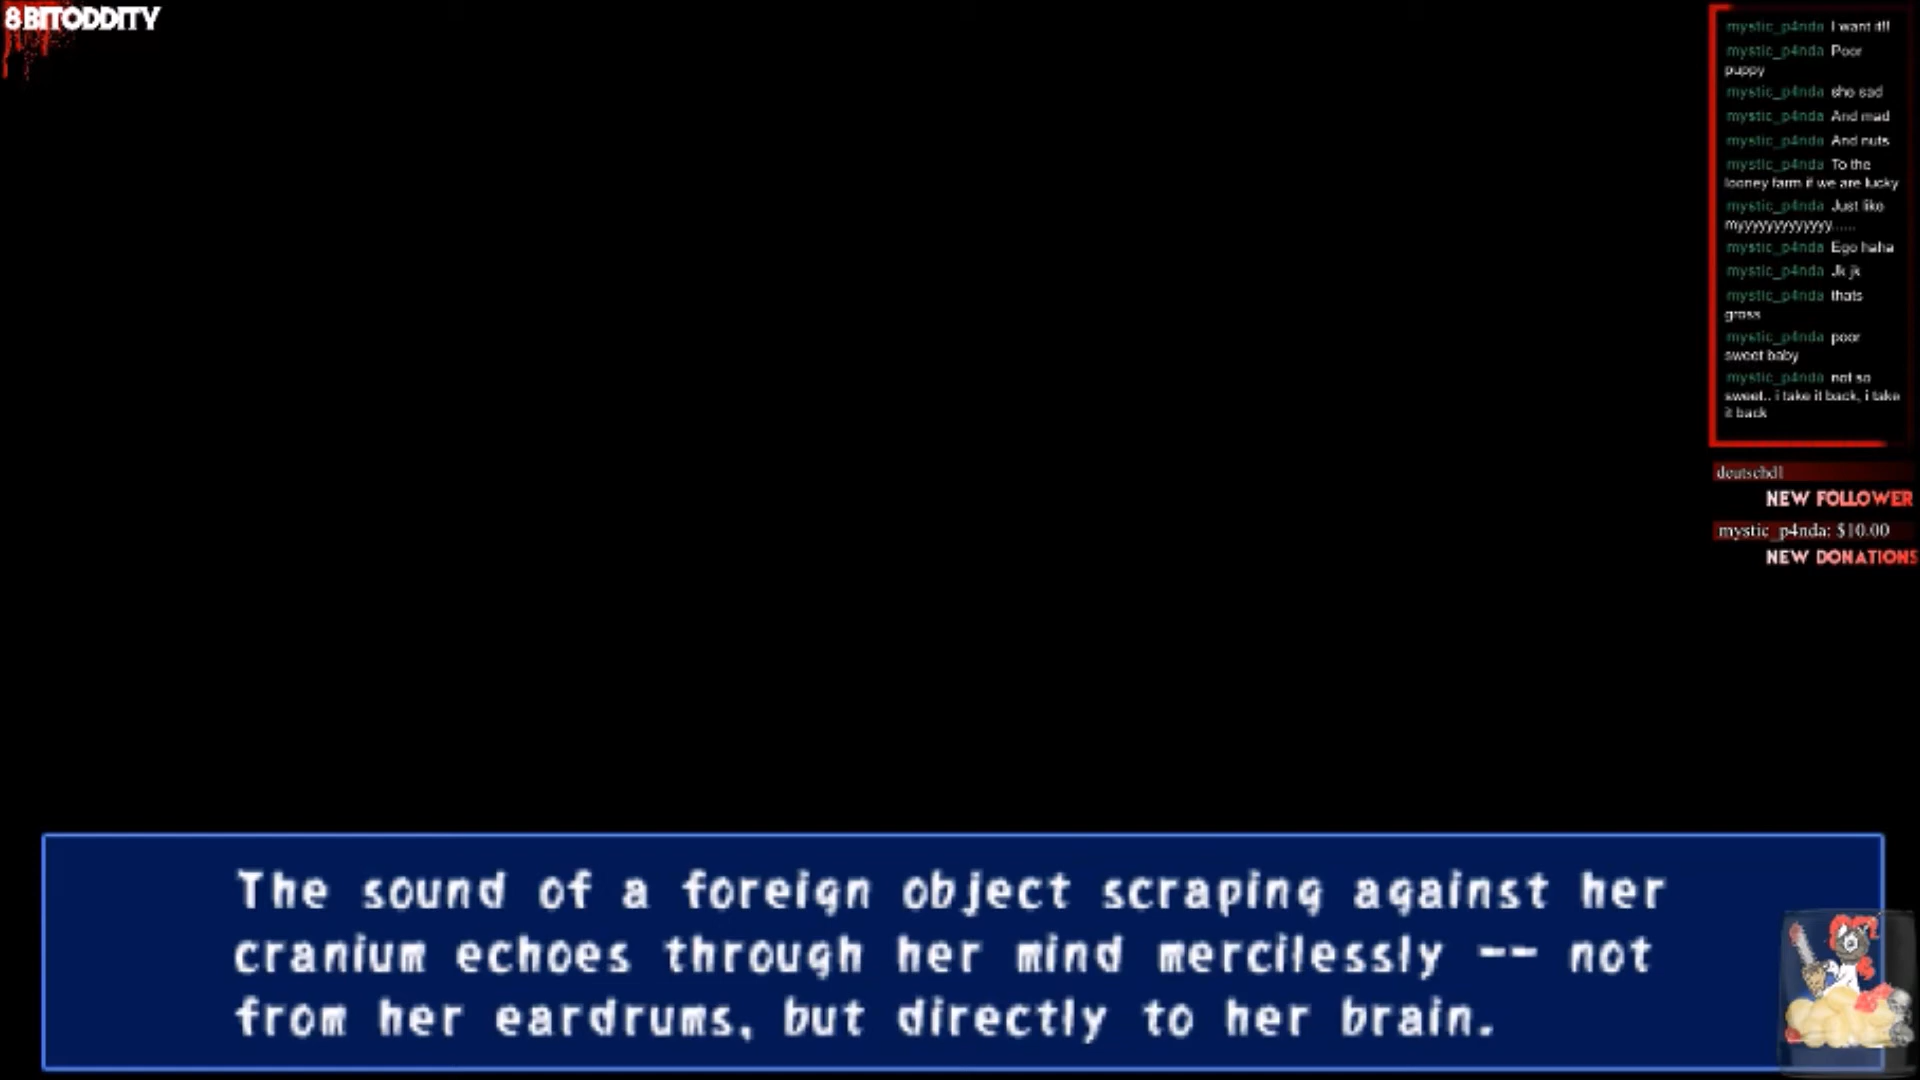 8BITODDITY
mystic_p4nda I want it!!
mystic_p4nda Poor
puppy
mystic_p4nda sho sad
mystic_p4nda And mad
mystic_p4nda And nuts
mystic_p4nda To the
looney farm if we are lucky
mystic_p4nda Just like
myyyyyyyyyyyyy......
mystic_p4nda Ego haha
mystic_p4nda Jk jk
mystic_p4nda thats
gross
mystic_p4nda poor
sweet baby
mystic_p4nda not so
sweet.. i take it back, i take
it back
deutschd1
NEW FOLLOWER
mystic_p4nda: $10.00
NEW DONATIONS
The sound of a foreign object scraping against her
cranium echoes through her mind mercilessly -- not
from her eardrums, but directly to her brain.